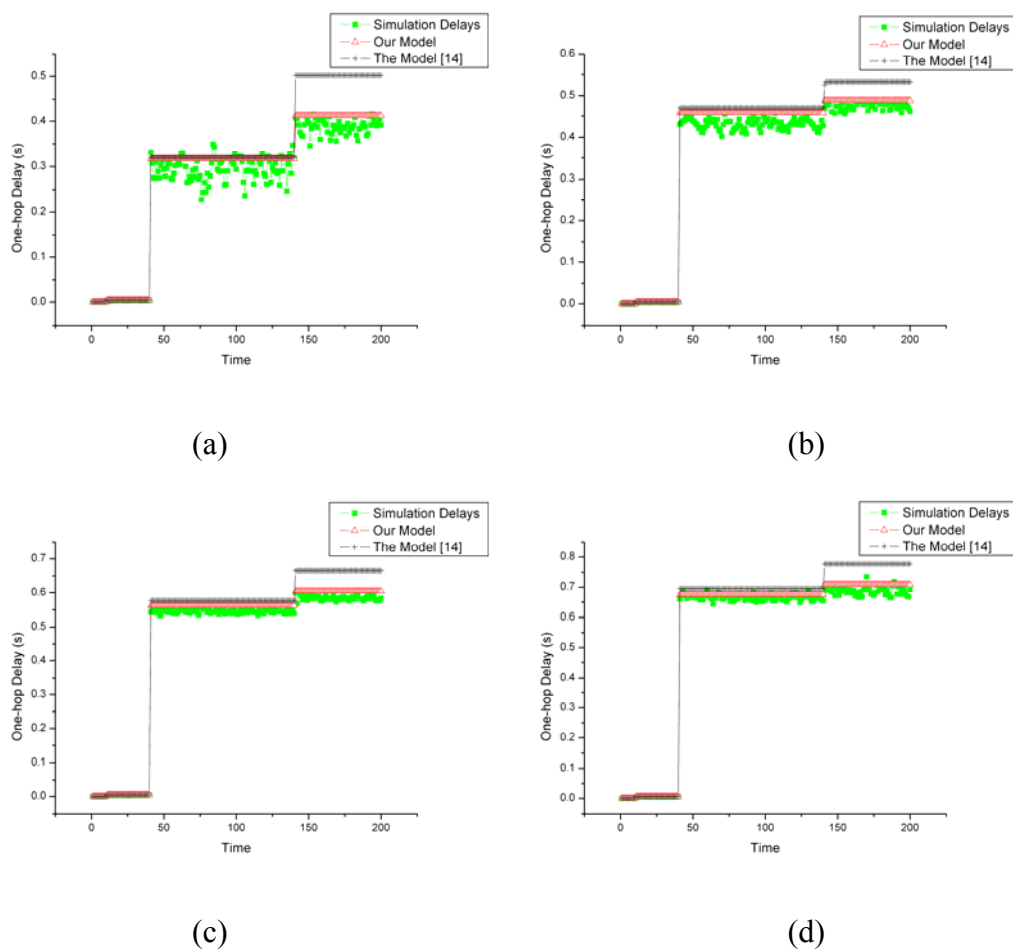 Simulation Delays
Our Model
The Model [14]
0.5
0.4
0.3
0.2
0.1
0.0
One-hop Delay (s)
0 50 100 150 200
Time
(a)
Simulation Delays
Our Model
The Model [14]
0.6
0.5
0.4
0.3
0.2
0.1
0.0
One-hop Delay (s)
0 50 100 150 200
Time
(b)
Simulation Delays
Our Model
The Model [14]
0.7
0.6
0.5
0.4
0.3
0.2
0.1
0.0
One-hop Delay (s)
0 50 100 150 200
Time
(c)
Simulation Delays
Our Model
The Model [14]
0.8
0.7
0.6
0.5
0.4
0.3
0.2
0.1
0.0
One-hop Delay (s)
0 50 100 150 200
Time
(d)